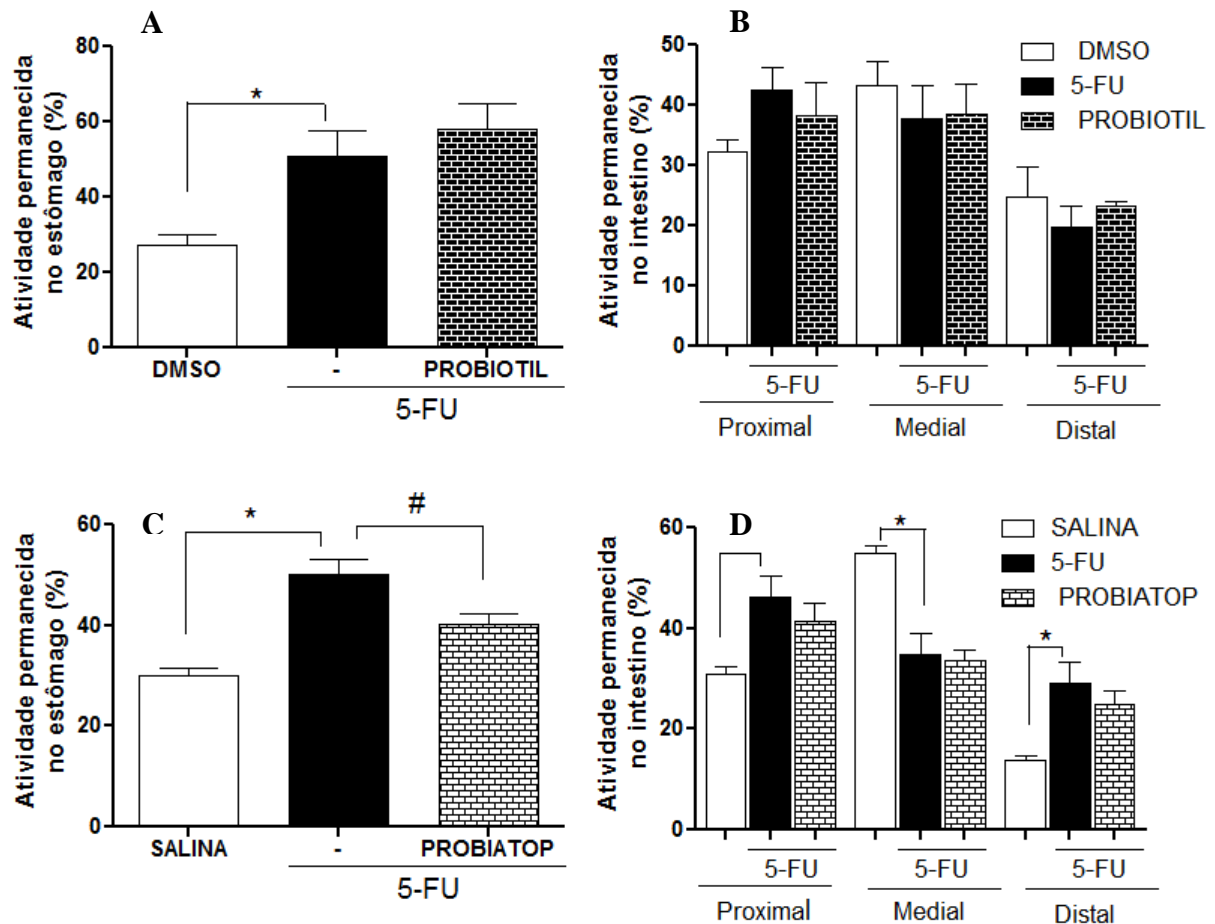 A
Atividade permanecida
no estômago (%)
80
60
40
20
0
*
DMSO
-
PROBIOTIL
5-FU
B
Atividade permanecida
no intestino (%)
50
40
30
20
10
0
DMSO
5-FU
PROBIOTIL
5-FU
5-FU
5-FU
Proximal
Medial
Distal
C
Atividade permanecida
no estômago (%)
60
40
20
0
*
#
SALINA
-
PROBIATOP
5-FU
D
Atividade permanecida
no intestino (%)
60
40
20
0
*
*
SALINA
5-FU
PROBIATOP
5-FU
5-FU
5-FU
Proximal
Medial
Distal